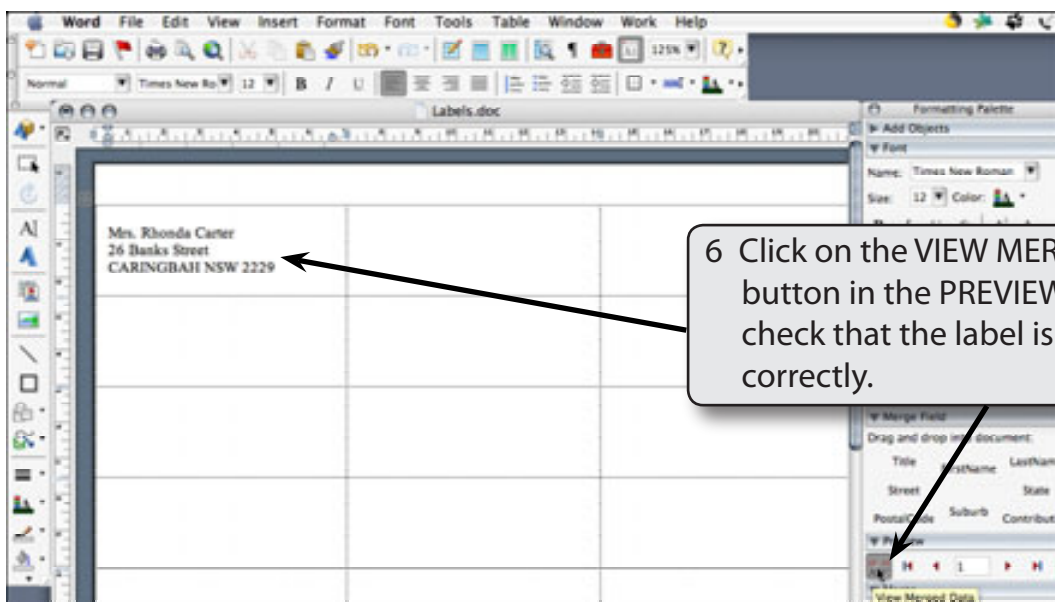 Word File Edit View Insert Format Font Tools Table Window Work Help
125%
Normal Times New Ro 12 B I U
Labels.doc
Formatting Palette
Add Objects
Font
Name: Times New Roman
Size: 12 Color:
Mrs. Rhonda Carter
26 Banks Street
CARINGBAH NSW 2229
6 Click on the VIEW MER
button in the PREVIEW
check that the label is
correctly.
Merge Field
Drag and drop into document:
Title FirstName LastNam
Street State
PostalCode Suburb Contribut
Preview
1
View Merged Data